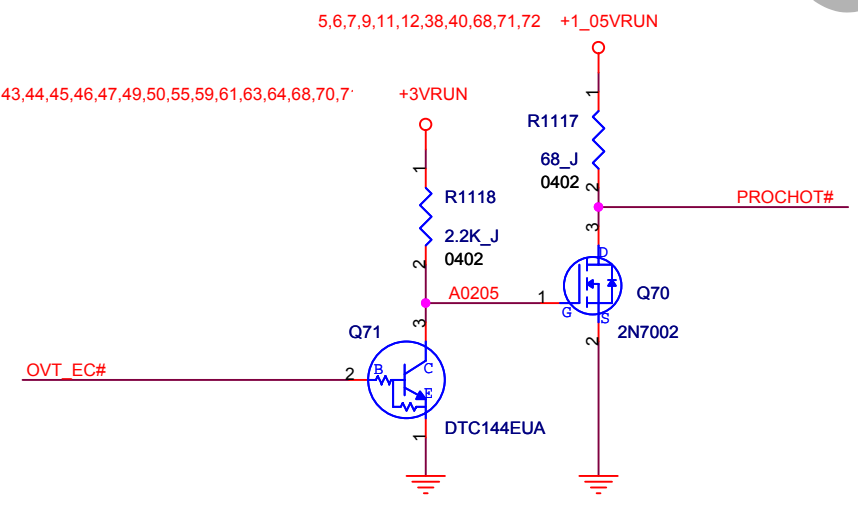 5,6,7,9,11,12,38,40,68,71,72 +1_05VRUN
43,44,45,46,47,49,50,55,59,61,63,64,68,70,71 +3VRUN
1
R1117
68_J
0402
2
PROCHOT#
1
R1118
2.2K_J
0402
2
3
D
A0205
1
G
S
Q70
2N7002
2
Q71
3
OVT_EC#
2
B
C
E
DTC144EUA
1